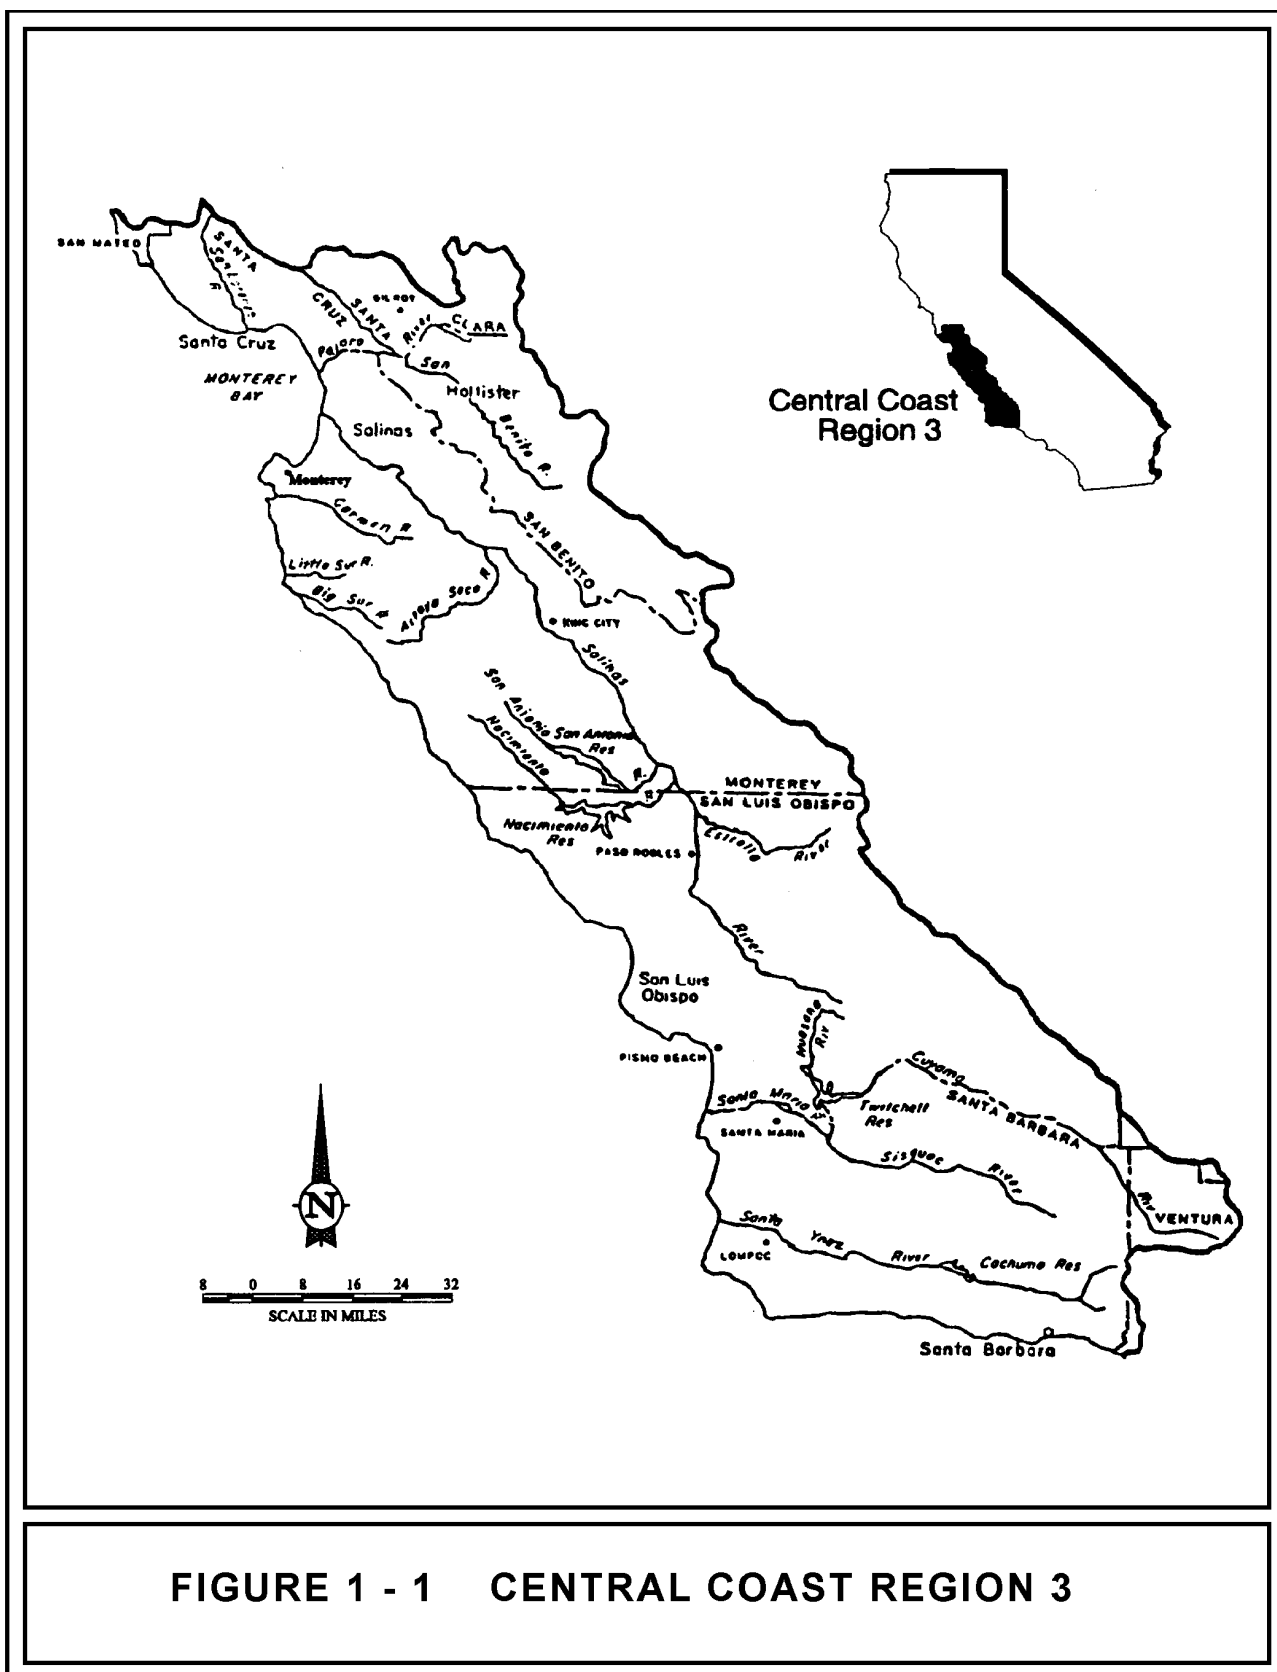 SAN MATEO
SANTA
CRUZ
San Lorenzo
R
SANTA
CLARA
GILROY
River
Santa Cruz
Pajaro
San
Hollister
MONTEREY
BAY
Benito R.
Salinas
Monterey
Carmel R
SAN BENITO
Little Sur R.
Big Sur R
Arroyo Seco R
KING CITY
Salinas
San Antonio
San Antonio
Res
Nacimiento
R.
R
MONTEREY
SAN LUIS OBISPO
Nacimiento
Res
Estrella
River
PASO ROBLES
River
San Luis
Obispo
Huasana
Riv
PISMO BEACH
Cuyama
SANTA BARBARA
Santa Maria
Twitchell
Res
SANTA MARIA
Sisquoc
River
Riv
VENTURA
Santa
Ynez
River
Cachuma Res
LOMPOC
Santa Barbara
Central Coast
Region 3
N
8 0 8 16 24 32
SCALE IN MILES
FIGURE 1 - 1 CENTRAL COAST REGION 3